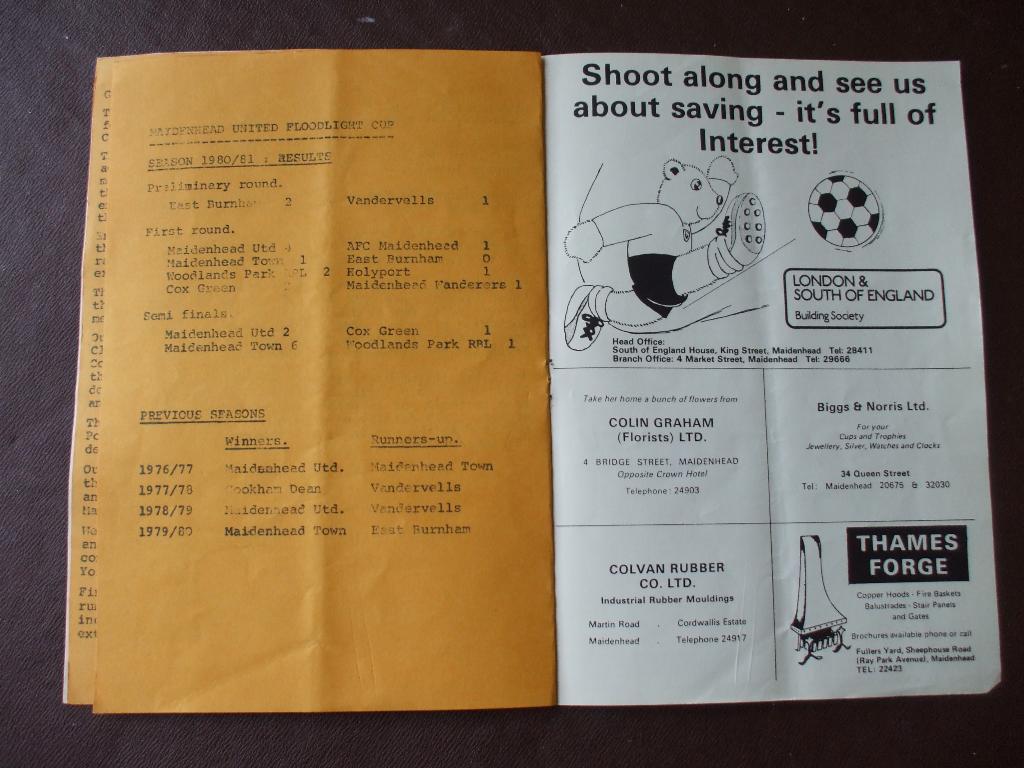 MAIDENHEAD UNITED FLOODLIGHT CUP
SEASON 1980/81 : RESULTS
Preliminary round.
East Burnham 2 Vandervells 1
First round.
Maidenhead Utd AFC Maidenhead 1
Maidenhead Town 1 East Burnham 0
Woodlands Park RBL 2 Holyport 1
Cox Green Maidenhead Wanderers 1
Semi finals.
Maidenhead Utd 2 Cox Green 1
Maidenhead Town 6 Woodlands Park RBL 1
PREVIOUS SEASONS
Winners. Runners-up.
1976/77 Maidenhead Utd. Maidenhead Town
1977/78 Cookham Dean Vandervells
1978/79 Maidenhead Utd. Vandervells
1979/80 Maidenhead Town East Burnham
Shoot along and see us
about saving - it's full of
Interest!
LONDON &
SOUTH OF ENGLAND
Building Society
Head Office:
South of England House, King Street, Maidenhead Tel: 28411
Branch Office: 4 Market Street, Maidenhead Tel: 29666
Take her home a bunch of flowers from
COLIN GRAHAM
(Florists) LTD.
4 BRIDGE STREET, MAIDENHEAD
Opposite Crown Hotel
Telephone: 24903
Biggs & Norris Ltd.
For your
Cups and Trophies
Jewellery, Silver, Watches and Clocks
34 Queen Street
Tel: Maidenhead 20675 & 32030
COLVAN RUBBER
CO. LTD.
Industrial Rubber Mouldings
Martin Road . Cordwallis Estate
Maidenhead . Telephone 24917
THAMES
FORGE
Copper Hoods - Fire Baskets
Balustrades - Stair Panels
and Gates
Brochures available phone or call
Fullers Yard, Sheephouse Road
(Ray Park Avenue), Maidenhead
TEL: 22423